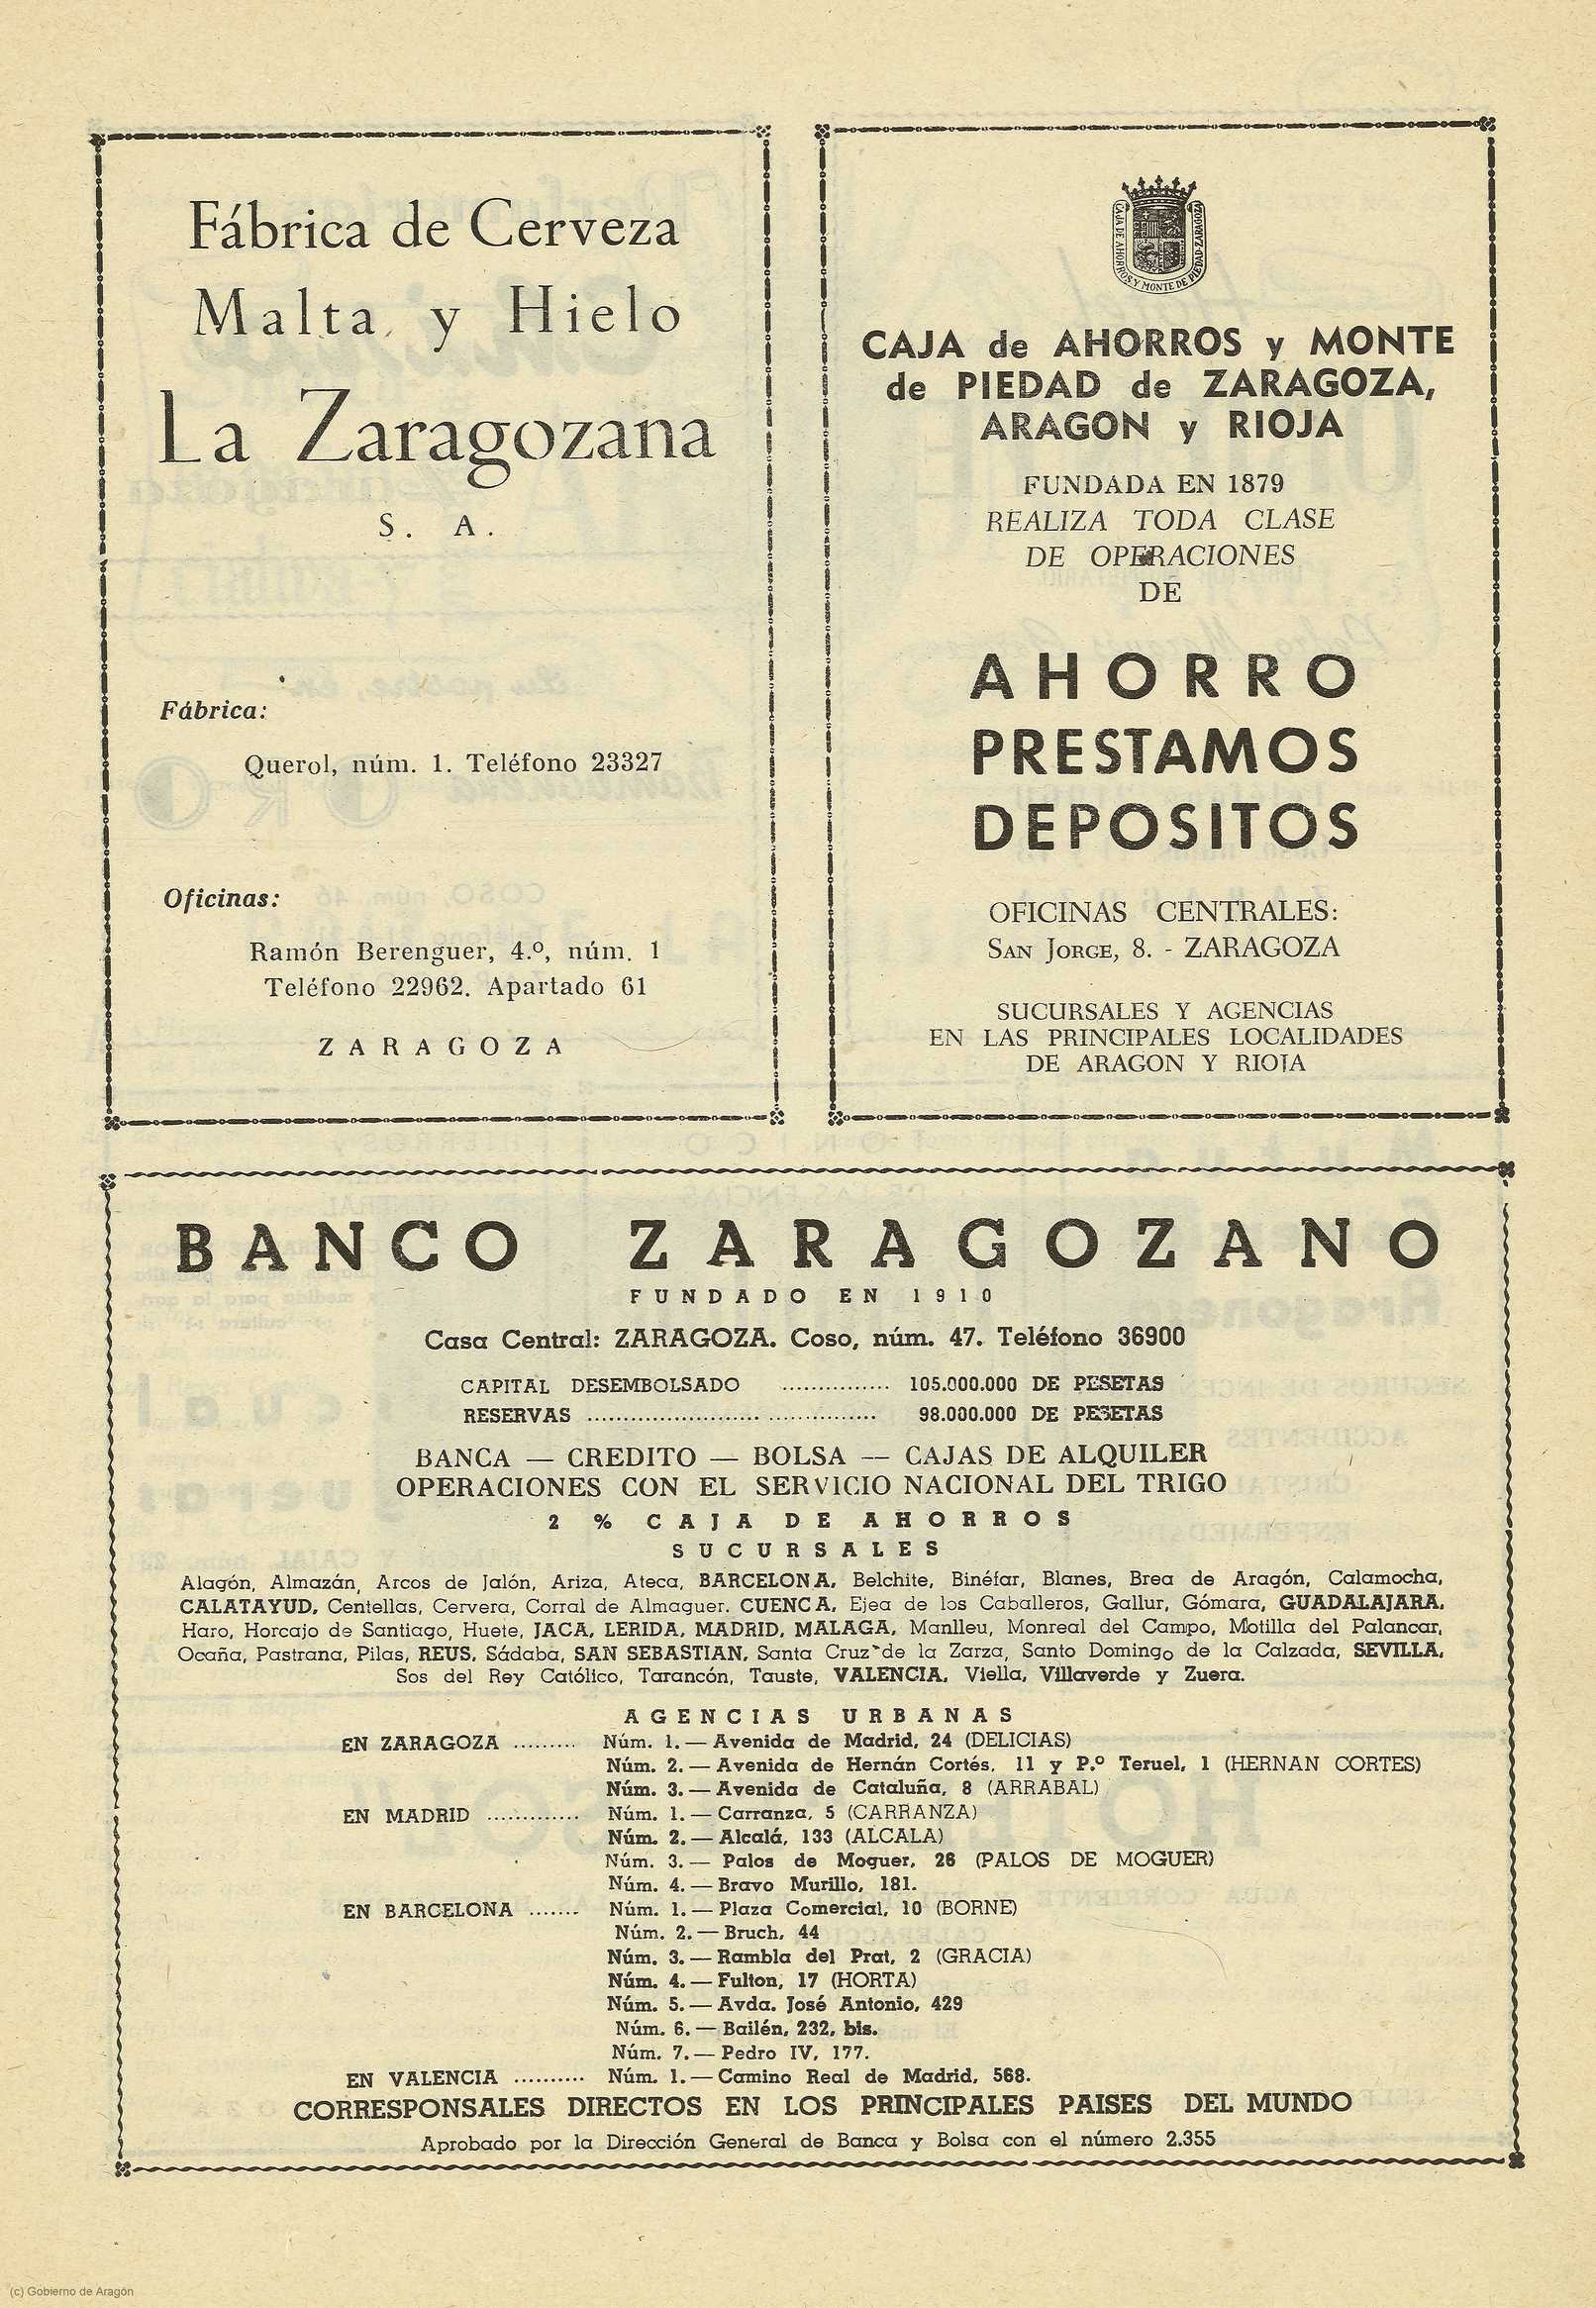 Fábrica de Cerveza
Malta y Hielo
La Zaragozana
S. A.
Fábrica:
Querol, núm. 1. Teléfono 23327
Oficinas:
Ramón Berenguer, 4.º, núm. 1
Teléfono 22962. Apartado 61
ZARAGOZA
CAJA DE AHORROS Y MONTE DE PIEDAD-ZARAGOZA
CAJA de AHORROS y MONTE
de PIEDAD de ZARAGOZA,
ARAGON y RIOJA
FUNDADA EN 1879
REALIZA TODA CLASE
DE OPERACIONES
DE
AHORRO
PRESTAMOS
DEPOSITOS
OFICINAS CENTRALES:
SAN JORGE, 8. - ZARAGOZA
SUCURSALES Y AGENCIAS
EN LAS PRINCIPALES LOCALIDADES
DE ARAGON Y RIOJA
BANCO ZARAGOZANO
FUNDADO EN 1910
Casa Central: ZARAGOZA. Coso, núm. 47. Teléfono 36900
CAPITAL DESEMBOLSADO ............... 105.000.000 DE PESETAS
RESERVAS ....................................... 98.000.000 DE PESETAS
BANCA — CREDITO — BOLSA — CAJAS DE ALQUILER
OPERACIONES CON EL SERVICIO NACIONAL DEL TRIGO
2 % CAJA DE AHORROS
SUCURSALES
Alagón, Almazán, Arcos de Jalón, Ariza, Ateca, BARCELONA, Belchite, Binéfar, Blanes, Brea de Aragón, Calamocha,
CALATAYUD, Centellas, Cervera, Corral de Almaguer. CUENCA, Ejea de los Caballeros, Gallur, Gómara, GUADALAJARA,
Haro, Horcajo de Santiago, Huete, JACA, LERIDA, MADRID, MALAGA, Manlleu, Monreal del Campo, Motilla del Palancar,
Ocaña, Pastrana, Pilas, REUS, Sádaba, SAN SEBASTIAN, Santa Cruz de la Zarza, Santo Domingo de la Calzada, SEVILLA,
Sos del Rey Católico, Tarancón, Tauste, VALENCIA, Viella, Villaverde y Zuera.
AGENCIAS URBANAS
EN ZARAGOZA ......... Núm. 1.— Avenida de Madrid, 24 (DELICIAS)
Núm. 2.— Avenida de Hernán Cortés, 11 y P.º Teruel, 1 (HERNAN CORTES)
Núm. 3.— Avenida de Cataluña, 8 (ARRABAL)
EN MADRID ............. Núm. 1.— Carranza, 5 (CARRANZA)
Núm. 2.— Alcalá, 133 (ALCALA)
Núm. 3.— Palos de Moguer, 26 (PALOS DE MOGUER)
Núm. 4.— Bravo Murillo, 181.
EN BARCELONA ....... Núm. 1.— Plaza Comercial, 10 (BORNE)
Núm. 2.— Bruch, 44
Núm. 3.— Rambla del Prat, 2 (GRACIA)
Núm. 4.— Fulton, 17 (HORTA)
Núm. 5.— Avda. José Antonio, 429
Núm. 6.— Bailén, 232, bis.
Núm. 7.— Pedro IV, 177.
EN VALENCIA .......... Núm. 1.— Camino Real de Madrid, 568.
CORRESPONSALES DIRECTOS EN LOS PRINCIPALES PAISES DEL MUNDO
Aprobado por la Dirección General de Banca y Bolsa con el número 2.355
(c) Gobierno de Aragón